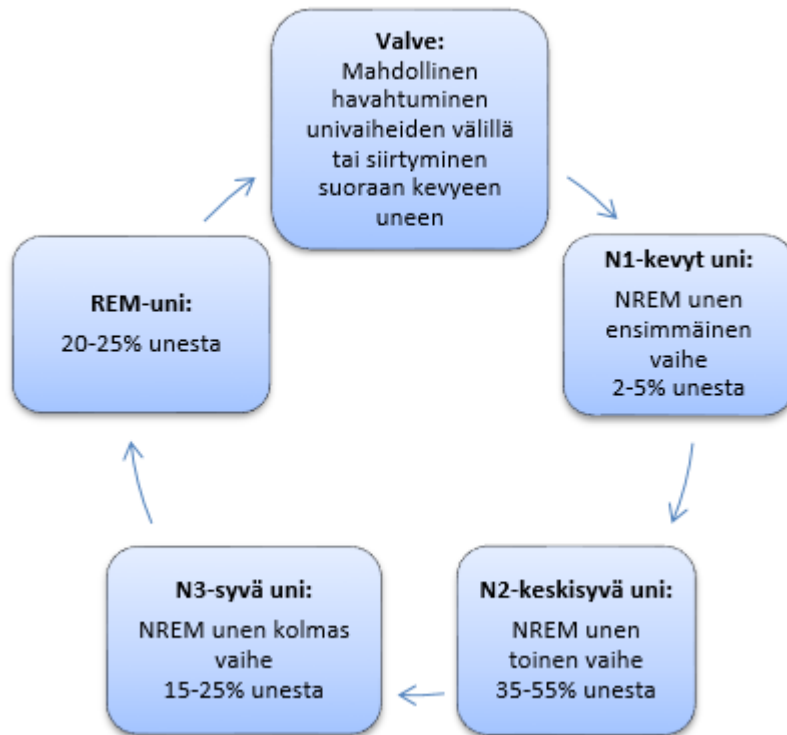 Valve:
Mahdollinen
havahtuminen
univaiheiden välillä
tai siirtyminen
suoraan kevyeen
uneen
N1-kevyt uni:
NREM unen
ensimmäinen
vaihe
2-5% unesta
N2-keskisyvä uni:
NREM unen
toinen vaihe
35-55% unesta
N3-syvä uni:
NREM unen kolmas
vaihe
15-25% unesta
REM-uni:
20-25% unesta